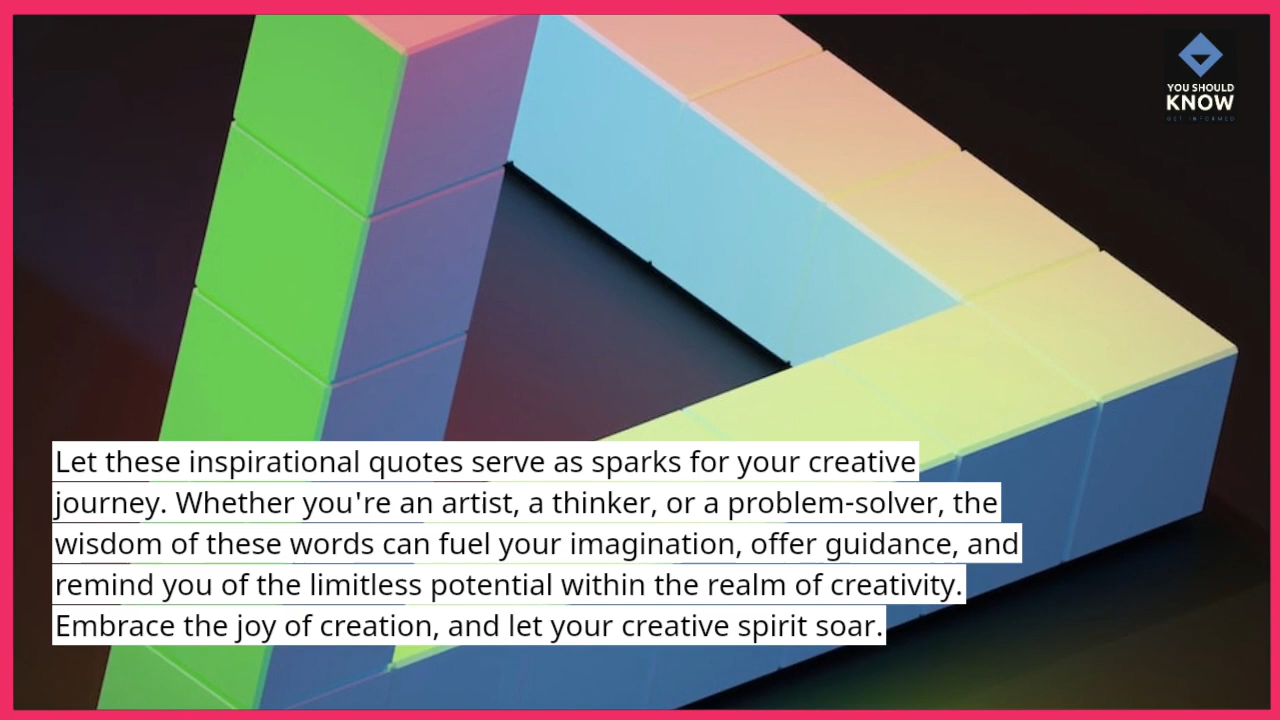 YOU SHOULD
KNOW
GET INFORMED
Let these inspirational quotes serve as sparks for your creative
journey. Whether you're an artist, a thinker, or a problem-solver, the
wisdom of these words can fuel your imagination, offer guidance, and
remind you of the limitless potential within the realm of creativity.
Embrace the joy of creation, and let your creative spirit soar.